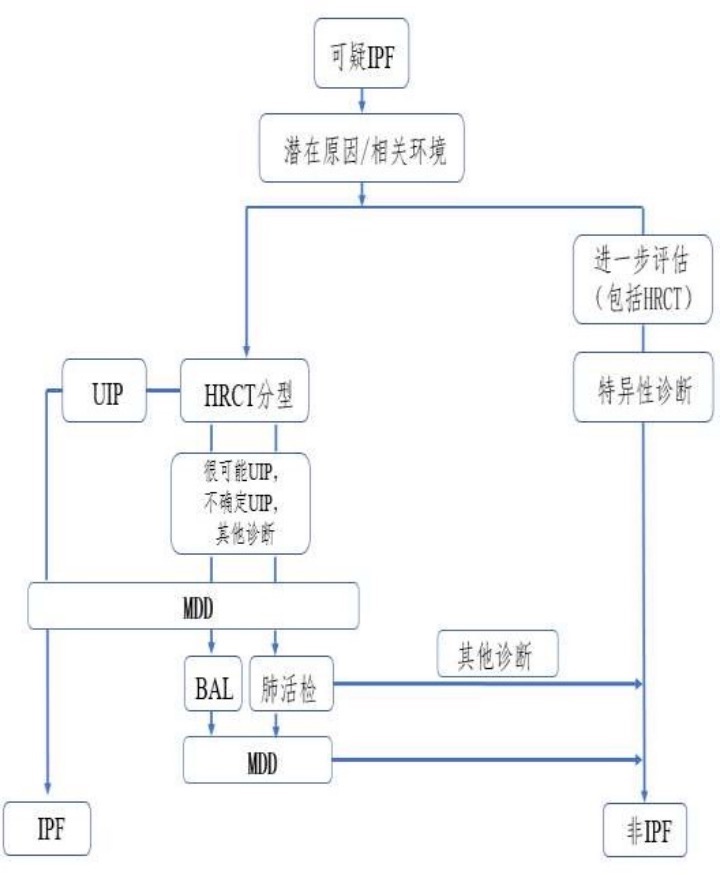 可疑IPF
潜在原因/相关环境
进一步评估
（包括HRCT）
UIP
HRCT分型
特异性诊断
很可能UIP，
不确定UIP，
其他诊断
MDD
其他诊断
BAL
肺活检
MDD
IPF
非IPF